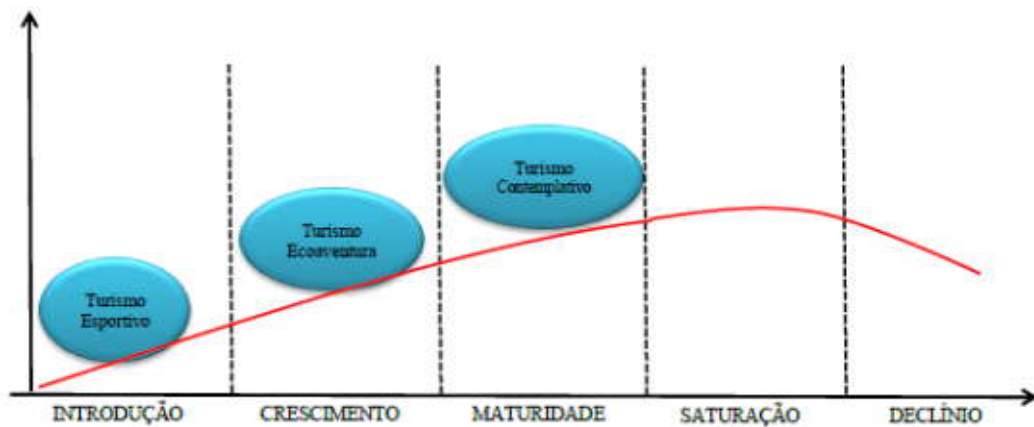 Turismo
Contemplativo
Turismo
Ecoaventura
Turismo
Esportivo
INTRODUÇÃO CRESCIMENTO MATURIDADE SATURAÇÃO DECLÍNIO